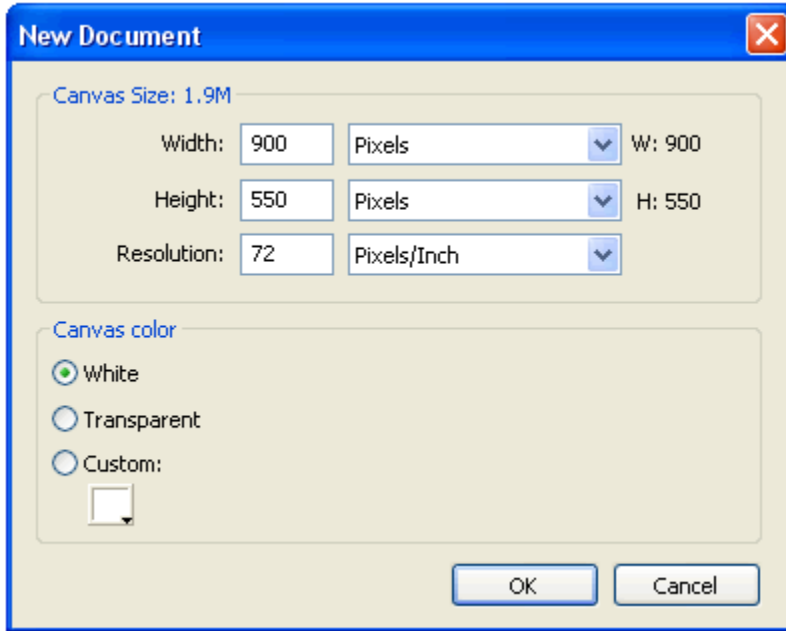 New Document
Canvas Size: 1.9M
Width: 900 Pixels W: 900
Height: 550 Pixels H: 550
Resolution: 72 Pixels/Inch
Canvas color
White
Transparent
Custom:
OK Cancel